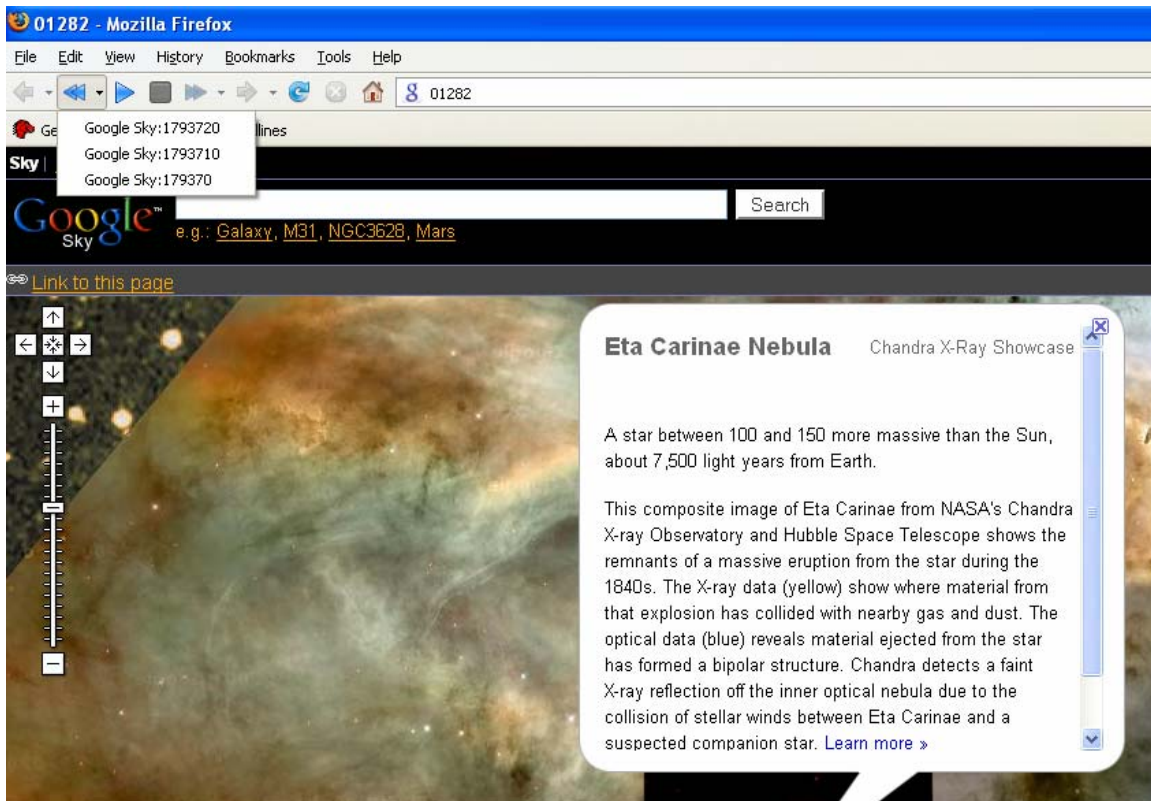 01282 - Mozilla Firefox
File Edit View History Bookmarks Tools Help
01282
Ge
lines
Google Sky:1793720
Google Sky:1793710
Google Sky:179370
Sky |
Google™
Sky
Search
e.g.: Galaxy, M31, NGC3628, Mars
Link to this page
Eta Carinae Nebula Chandra X-Ray Showcase
A star between 100 and 150 more massive than the Sun,
about 7,500 light years from Earth.
This composite image of Eta Carinae from NASA's Chandra
X-ray Observatory and Hubble Space Telescope shows the
remnants of a massive eruption from the star during the
1840s. The X-ray data (yellow) show where material from
that explosion has collided with nearby gas and dust. The
optical data (blue) reveals material ejected from the star
has formed a bipolar structure. Chandra detects a faint
X-ray reflection off the inner optical nebula due to the
collision of stellar winds between Eta Carinae and a
suspected companion star. Learn more »